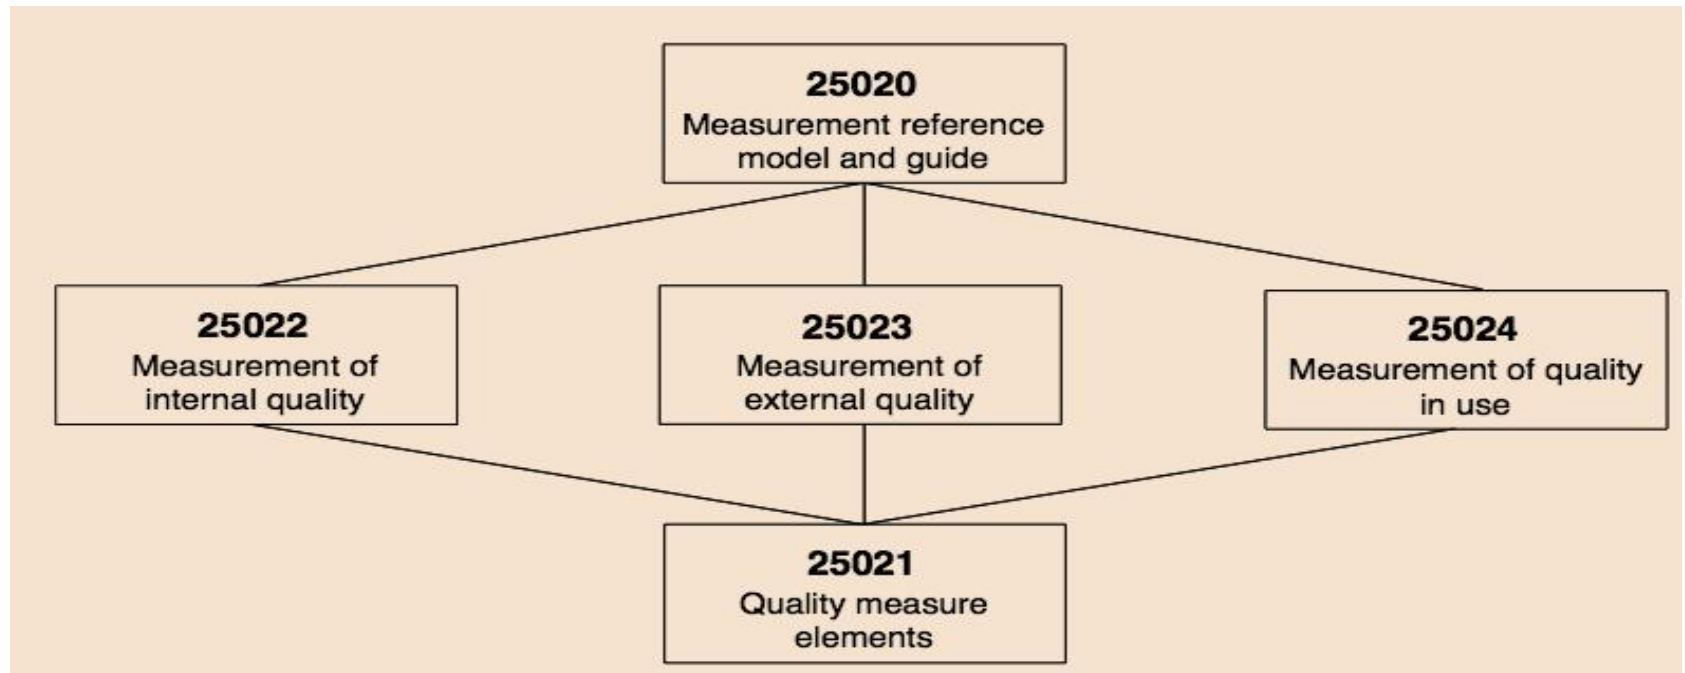 25020
Measurement reference
model and guide
25022
Measurement of
internal quality
25023
Measurement of
external quality
25024
Measurement of quality
in use
25021
Quality measure
elements